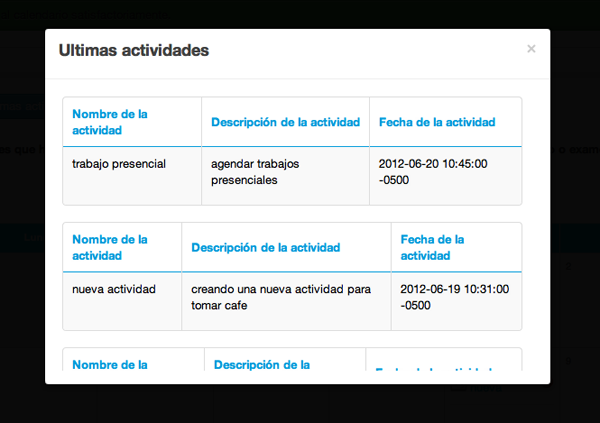 Ultimas actividades ×
Nombre de la
actividad
Descripción de la actividad
Fecha de la actividad
trabajo presencial
agendar trabajos
presenciales
2012-06-20 10:45:00
-0500
Nombre de la
actividad
Descripción de la actividad
Fecha de la
actividad
nueva actividad
creando una nueva actividad para
tomar cafe
2012-06-19 10:31:00
-0500
Nombre de la
Descripción de la